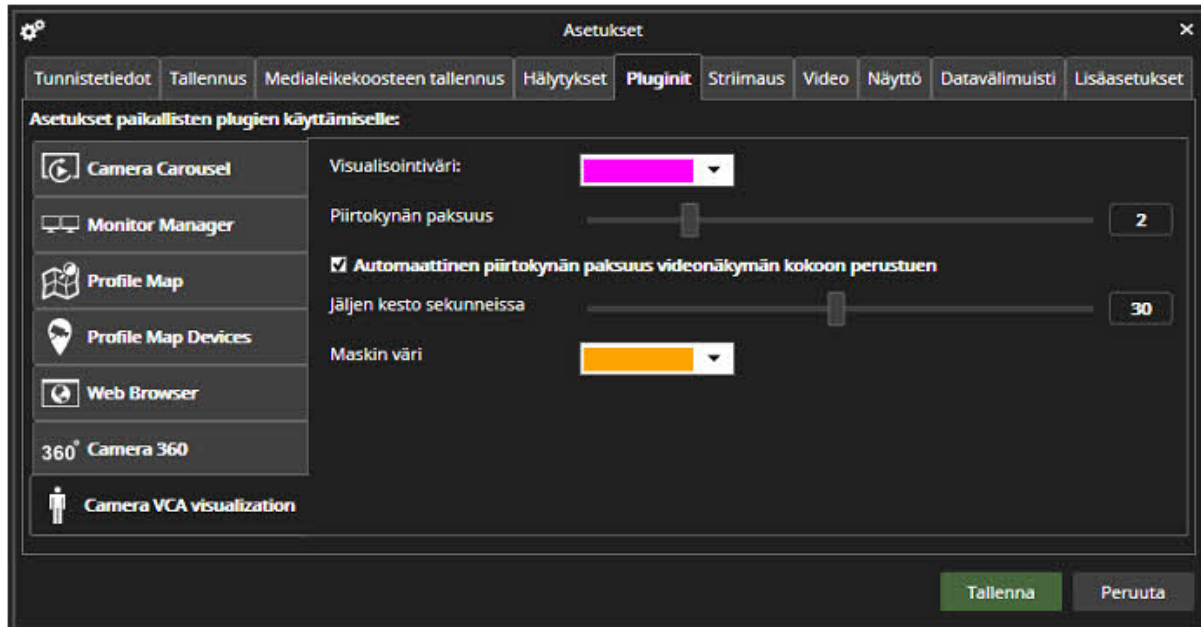 Asetukset
Tunnistetiedot Tallennus Medialeikekoosteen tallennus Hälytykset Pluginit Striimaus Video Näyttö Datavälimuisti Lisäasetukset
Asetukset paikallisten plugien käyttämiselle:
Camera Carousel
Visualisointiväri:
Monitor Manager
Piirtokynän paksuus 2
Automaattinen piirtokynän paksuus videonäkymän kokoon perustuen
Profile Map
Jäljen kesto sekunneissa 30
Profile Map Devices
Maskin väri
Web Browser
360° Camera 360
Camera VCA visualization
Tallenna Peruuta